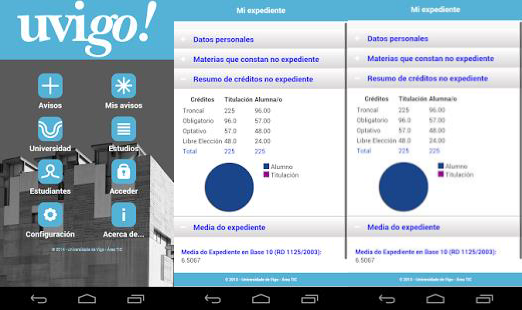 uvigo!
Avisos
Mis avisos
Universidad
Estudios
Estudiantes
Acceder
Configuración
Acerca de...
© 2015 - Universidade de Vigo - Área TIC
Mi expediente
Datos personales
Materias que constan no expediente
Resumo de créditos no expediente
Créditos Titulación Alumna/o
Troncal 225 96.00
Obligatorio 96.0 57.00
Optativo 57.0 48.00
Libre Elección 48.0 24.00
Total 225 225
Alumno
Titulación
Media do expediente
Media do Expediente en Base 10 (RD 1125/2003):
6.5067
© 2015 - Universidade de Vigo - Área TIC
Mi expediente
Datos personales
Materias que constan no expediente
Resumo de créditos no expediente
Créditos Titulación Alumna/o
Troncal 225 96.00
Obligatorio 96.0 57.00
Optativo 57.0 48.00
Libre Elección 48.0 24.00
Total 225 225
Alumno
Titulación
Media do expediente
Media do Expediente en Base 10 (RD 1125/2003):
6.5067
© 2015 - Universidade de Vigo - Área TIC